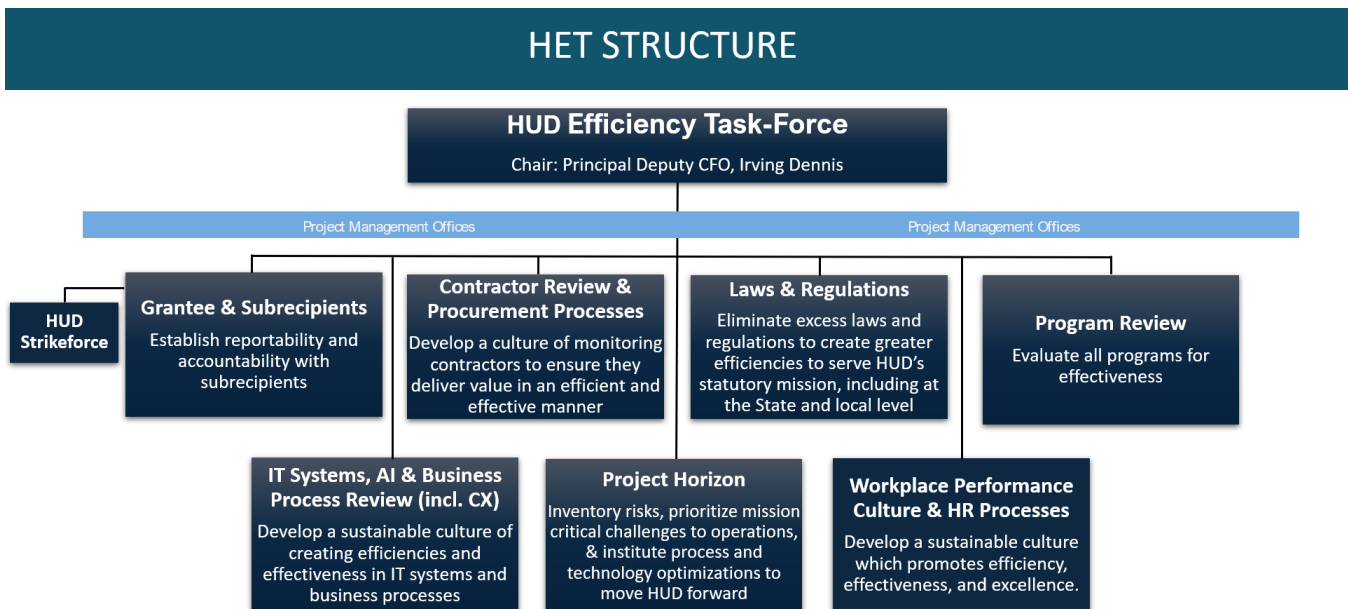 HET STRUCTURE
HUD Efficiency Task-Force
Chair: Principal Deputy CFO, Irving Dennis
Project Management Offices
Project Management Offices
HUD
Strikeforce
Grantee & Subrecipients
Establish reportability and
accountability with
subrecipients
Contractor Review &
Procurement Processes
Develop a culture of monitoring
contractors to ensure they
deliver value in an efficient and
effective manner
Laws & Regulations
Eliminate excess laws and
regulations to create greater
efficiencies to serve HUD's
statutory mission, including at
the State and local level
Program Review
Evaluate all programs for
effectiveness
IT Systems, AI & Business
Process Review (incl. CX)
Develop a sustainable culture of
creating efficiencies and
effectiveness in IT systems and
business processes
Project Horizon
Inventory risks, prioritize mission
critical challenges to operations,
& institute process and
technology optimizations to
move HUD forward
Workplace Performance
Culture & HR Processes
Develop a sustainable culture
which promotes efficiency,
effectiveness, and excellence.